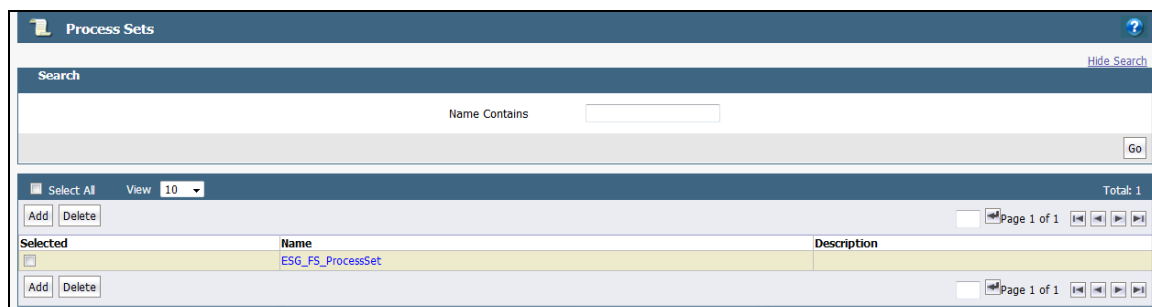 Process Sets
?
Hide Search
Search
Name Contains
Go
Select All View 10 Total: 1
Add Delete Page 1 of 1
Selected Name Description
ESG_FS_ProcessSet
Add Delete Page 1 of 1